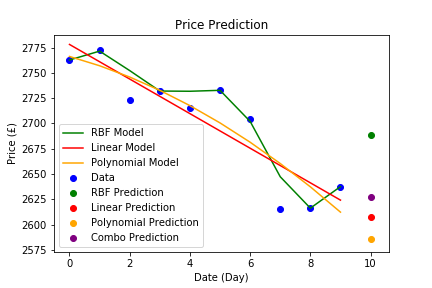 Price Prediction
2775
2750
2725
2700
2675
2650
2625
2600
2575
Price (£)
RBF Model
Linear Model
Polynomial Model
Data
RBF Prediction
Linear Prediction
Polynomial Prediction
Combo Prediction
0 2 4 6 8 10
Date (Day)